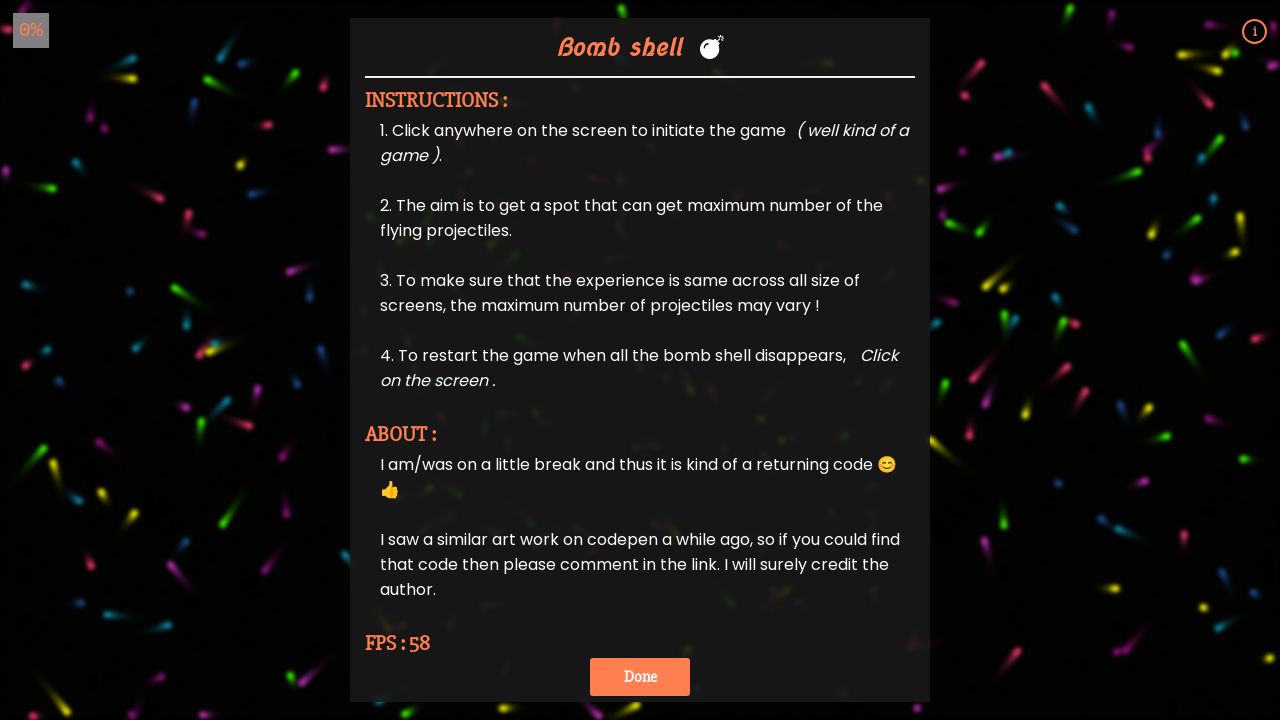 0%
i
Bomb shell 💣
INSTRUCTIONS :
1. Click anywhere on the screen to initiate the game ( well kind of a
game ).
2. The aim is to get a spot that can get maximum number of the
flying projectiles.
3. To make sure that the experience is same across all size of
screens, the maximum number of projectiles may vary !
4. To restart the game when all the bomb shell disappears, Click
on the screen .
ABOUT :
I am/was on a little break and thus it is kind of a returning code 😊
👍
I saw a similar art work on codepen a while ago, so if you could find
that code then please comment in the link. I will surely credit the
author.
FPS : 58
Done